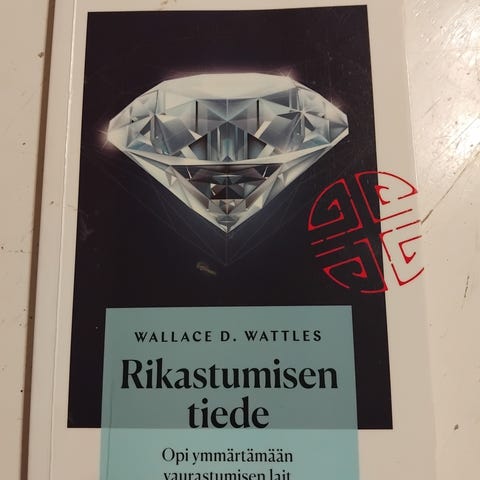 WALLACE D. WATTLES
Rikastumisen
tiede
Opi ymmärtämään
vaurastumisen lait